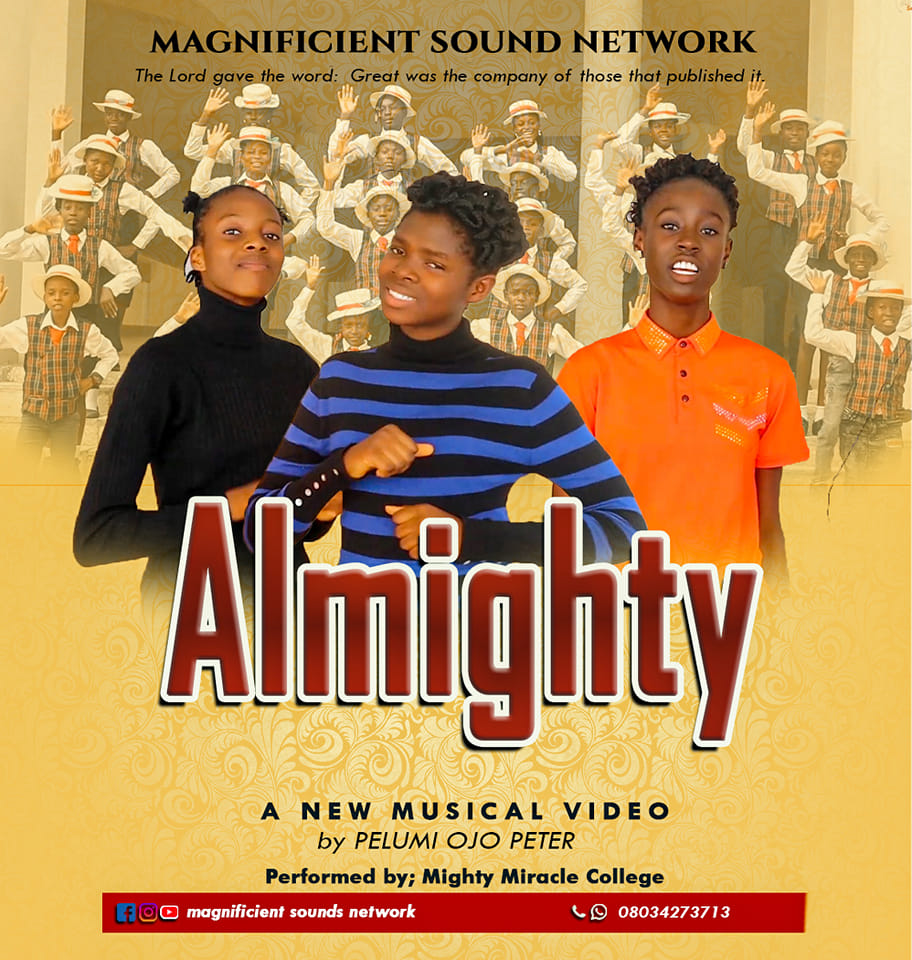 MAGNIFICIENT SOUND NETWORK
The Lord gave the word: Great was the company of those that published it.
Almighty
A NEW MUSICAL VIDEO
by PELUMI OJO PETER
Performed by; Mighty Miracle College
magnificient sounds network 08034273713